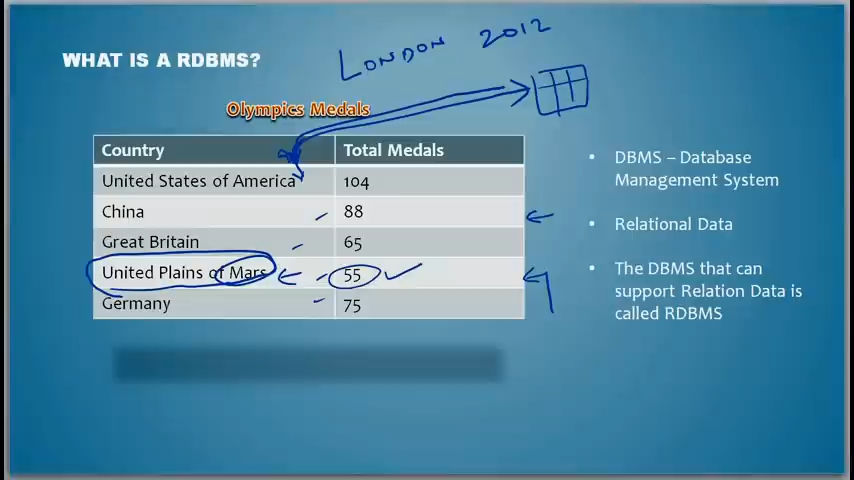 LONDON 2012
WHAT IS A RDBMS?
Olympics Medals
Country Total Medals
United States of America 104
China 88
Great Britain 65
United Plains of Mars 55
Germany 75
• DBMS – Database
Management System
• Relational Data
• The DBMS that can
support Relation Data is
called RDBMS